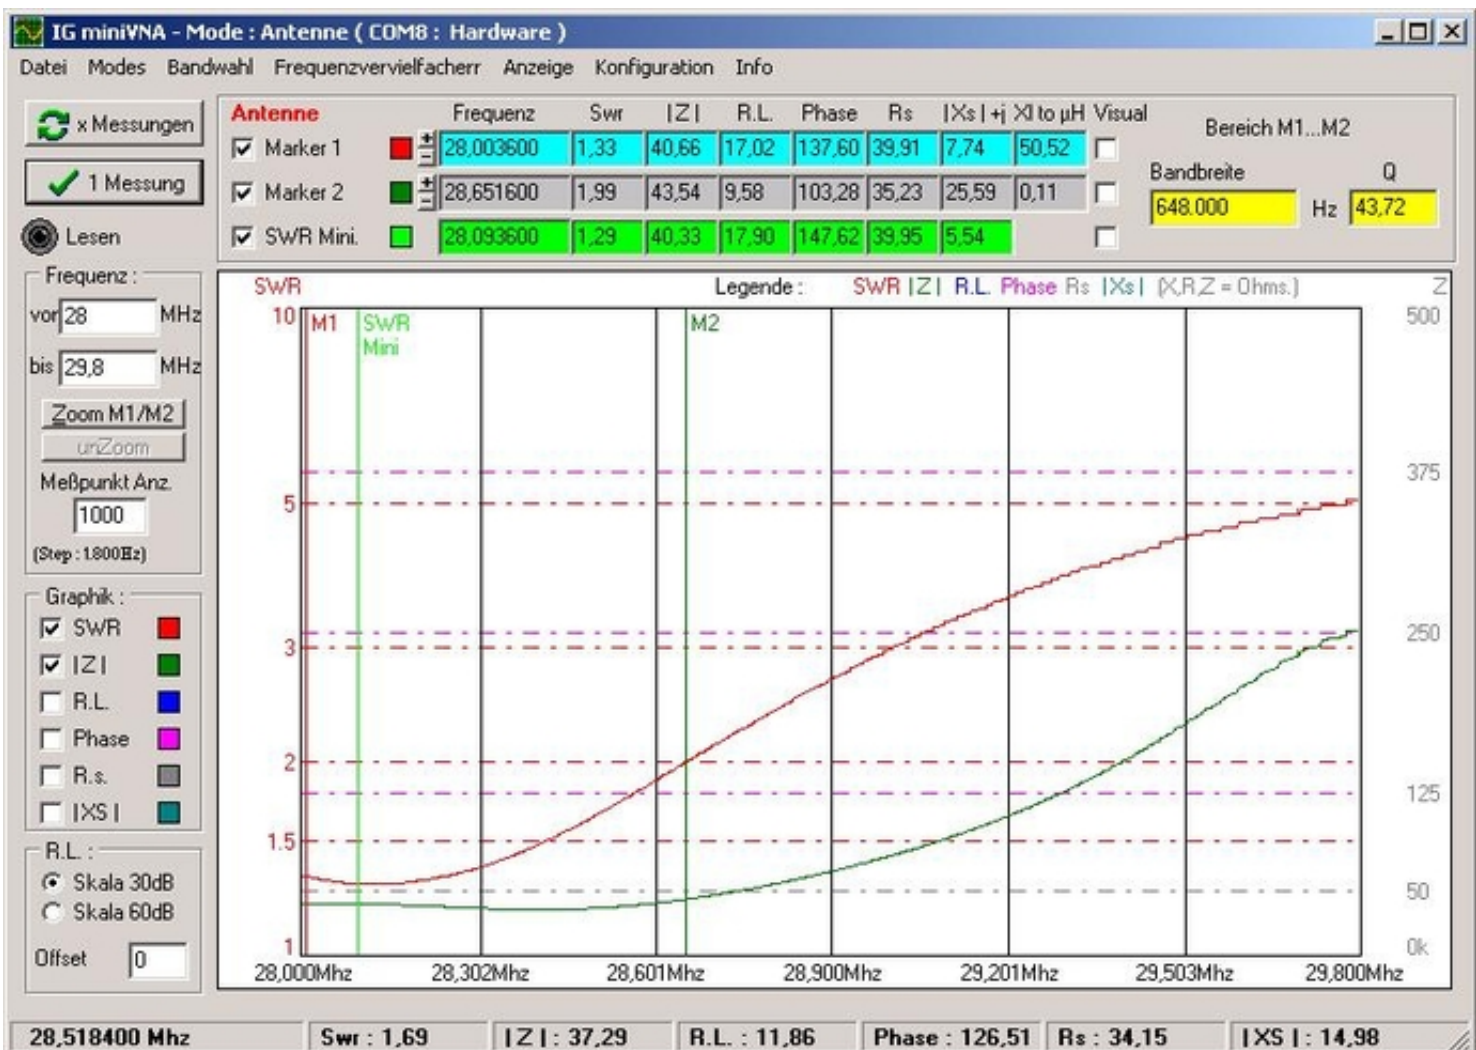 IG miniVNA - Mode : Antenne ( COM8 : Hardware )
Datei Modes Bandwahl Frequenzvervielfacherr Anzeige Konfiguration Info
x Messungen
1 Messung
Lesen
Antenne Frequenz Swr |Z| R.L. Phase Rs |Xs|+j Xl to µH Visual
Marker 1 + - 28,003600 1,33 40,66 17,02 137,60 39,91 7,74 50,52
Marker 2 + - 28,651600 1,99 43,54 9,58 103,28 35,23 25,59 0,11
SWR Mini. 28,093600 1,29 40,33 17,90 147,62 39,95 5,54
Bereich M1...M2
Bandbreite Q
648.000 Hz 43,72
Frequenz :
vor 28 MHz
bis 29,8 MHz
Zoom M1/M2
unZoom
Meßpunkt Anz.
1000
(Step : 1.800Hz)
Graphik :
SWR
|Z|
R.L.
Phase
R.s.
|XS|
R.L. :
Skala 30dB
Skala 60dB
Offset 0
SWR Legende : SWR |Z| R.L. Phase Rs |Xs| (X,R,Z = Ohms.) Z
10 M1 SWR M2 500
Mini
375
5
250
3
2
125
1.5
50
1 0k
28,000Mhz 28,302Mhz 28,601Mhz 28,900Mhz 29,201Mhz 29,503Mhz 29,800Mhz
28,518400 Mhz Swr : 1,69 |Z| : 37,29 R.L. : 11,86 Phase : 126,51 Rs : 34,15 |XS| : 14,98